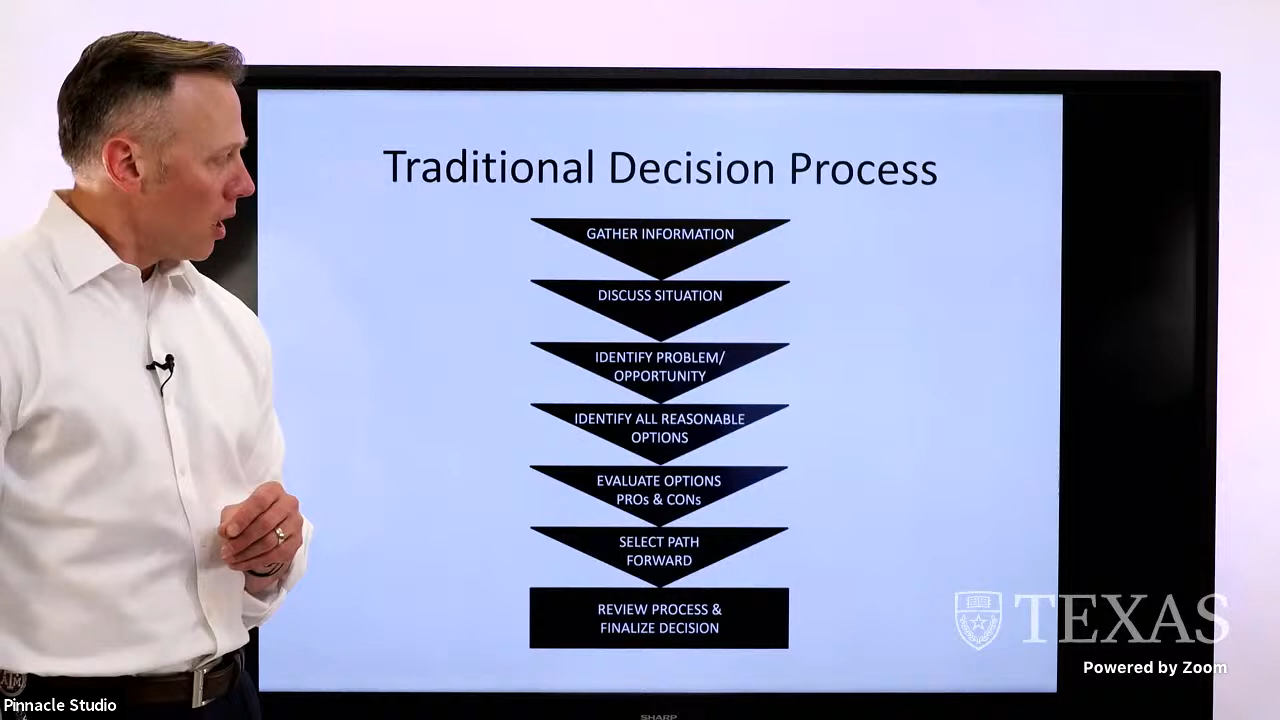 Traditional Decision Process
GATHER INFORMATION
DISCUSS SITUATION
IDENTIFY PROBLEM/
OPPORTUNITY
IDENTIFY ALL REASONABLE
OPTIONS
EVALUATE OPTIONS
PROs & CONs
SELECT PATH
FORWARD
REVIEW PROCESS &
FINALIZE DECISION
TEXAS
Powered by Zoom
ATM
Pinnacle Studio
SHARP